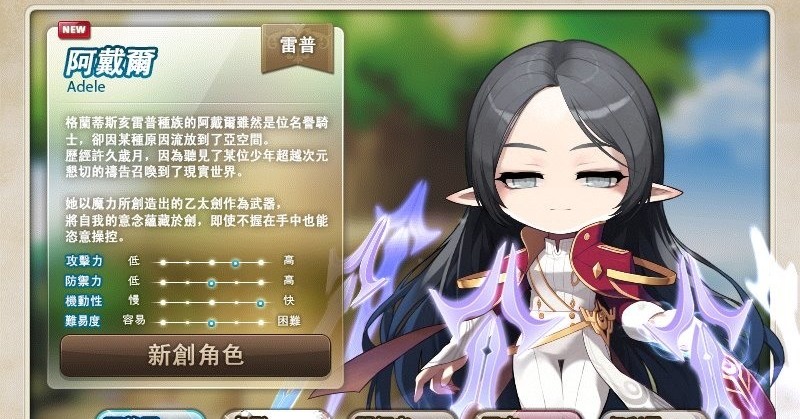 NEW
阿戴爾
Adele
雷普
格蘭蒂斯亥雷普種族的阿戴爾雖然是位名譽騎
士，卻因某種原因流放到了亞空間。
歷經許久歲月，因為聽見了某位少年超越次元
懇切的禱告召喚到了現實世界。
她以魔力所創造出的乙太劍作為武器，
將自我的意念蘊藏於劍，即使不握在手中也能
恣意操控。
攻擊力 低 高
防禦力 低 高
機動性 慢 快
難易度 容易 困難
新創角色